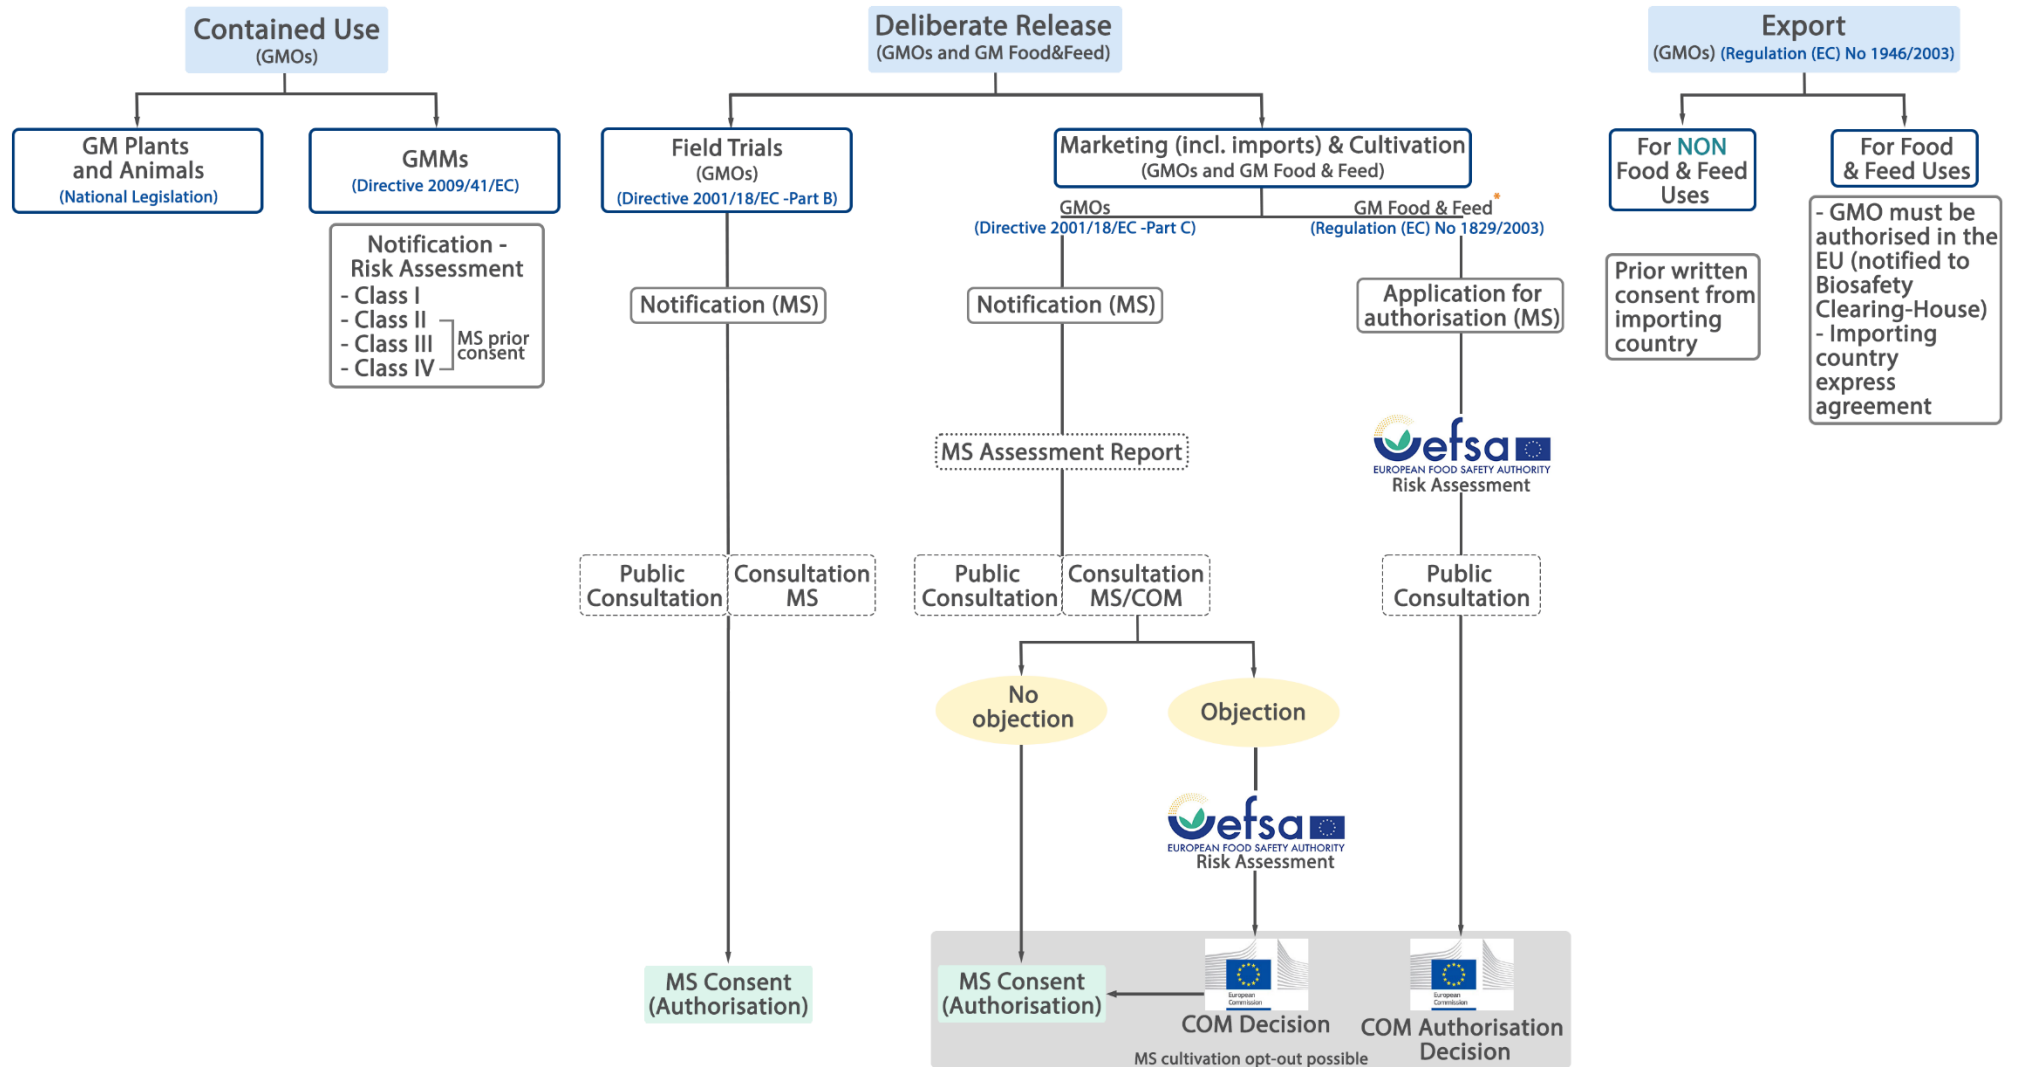 Contained Use
(GMOs)
GM Plants
and Animals
(National Legislation)
GMMs
(Directive 2009/41/EC)
Notification -
Risk Assessment
- Class I
- Class II
- Class III
- Class IV
MS prior
consent
Deliberate Release
(GMOs and GM Food&Feed)
Field Trials
(GMOs)
(Directive 2001/18/EC -Part B)
Notification (MS)
Public
Consultation
Consultation
MS
MS Consent
(Authorisation)
Marketing (incl. imports) & Cultivation
(GMOs and GM Food & Feed)
GMOs
(Directive 2001/18/EC -Part C)
Notification (MS)
MS Assessment Report
Public
Consultation
Consultation
MS/COM
No
objection
Objection
efsa
EUROPEAN FOOD SAFETY AUTHORITY
Risk Assessment
MS Consent
(Authorisation)
European
Commission
COM Decision
MS cultivation opt-out possible
GM Food & Feed*
(Regulation (EC) No 1829/2003)
Application for
authorisation (MS)
efsa
EUROPEAN FOOD SAFETY AUTHORITY
Risk Assessment
Public
Consultation
European
Commission
COM Authorisation
Decision
Export
(GMOs) (Regulation (EC) No 1946/2003)
For NON
Food & Feed
Uses
Prior written
consent from
importing
country
For Food
& Feed Uses
- GMO must be
authorised in the
EU (notified to
Biosafety
Clearing-House)
- Importing
country
express
agreement